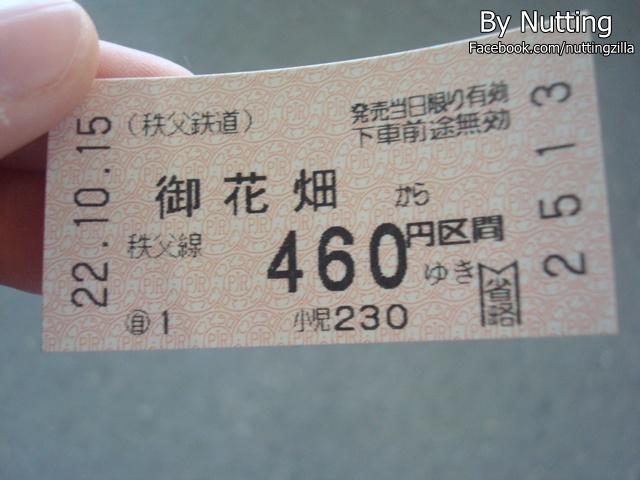 By Nutting
Facebook.com/nuttingzilla
(秩父鉄道)
発売当日限り有効
下車前途無効
22.10.15
御花畑 から
秩父線 460円区間 ゆき
省略
㊂1 小児230
2513